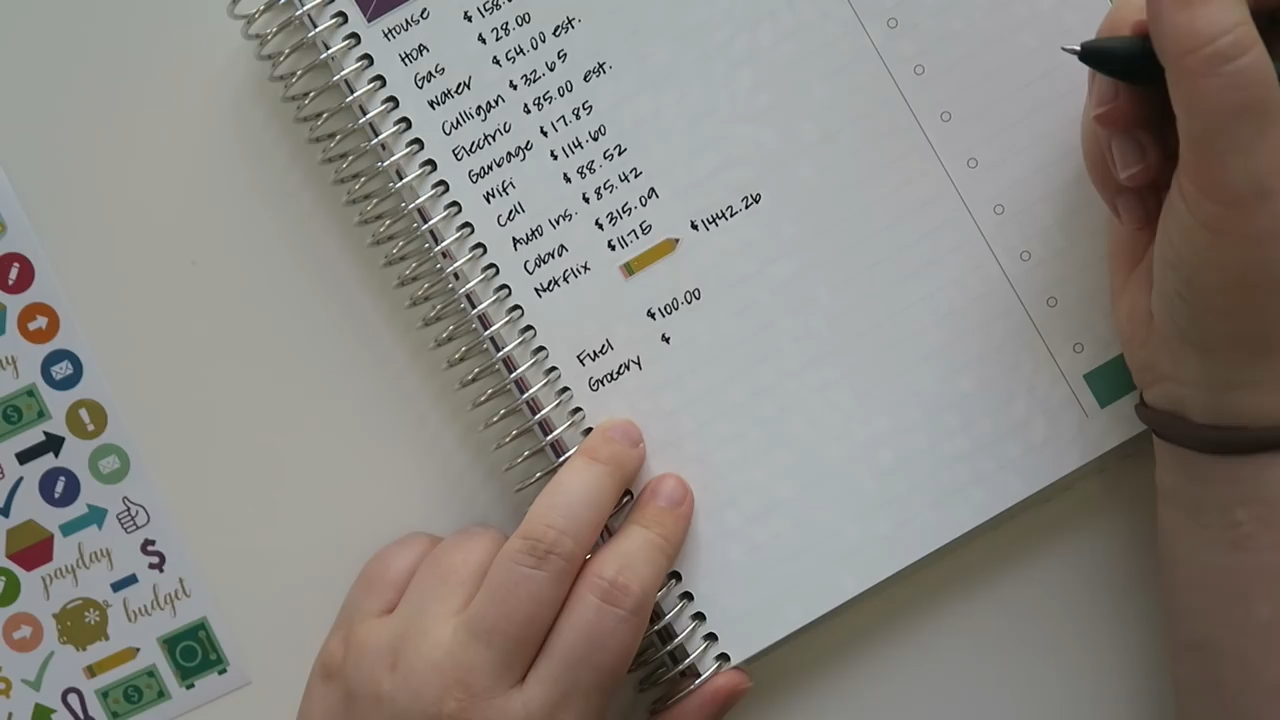 House
HOA
Gas $28.00
Water $54.00 est.
Culligan $32.65
Electric $85.00 est.
Garbage $17.85
Wifi $114.60
Cell $88.52
Auto Ins. $85.42
Cobra $315.09
Netflix $11.75 $1442.26
Fuel $100.00
Grocery $
payday
budget